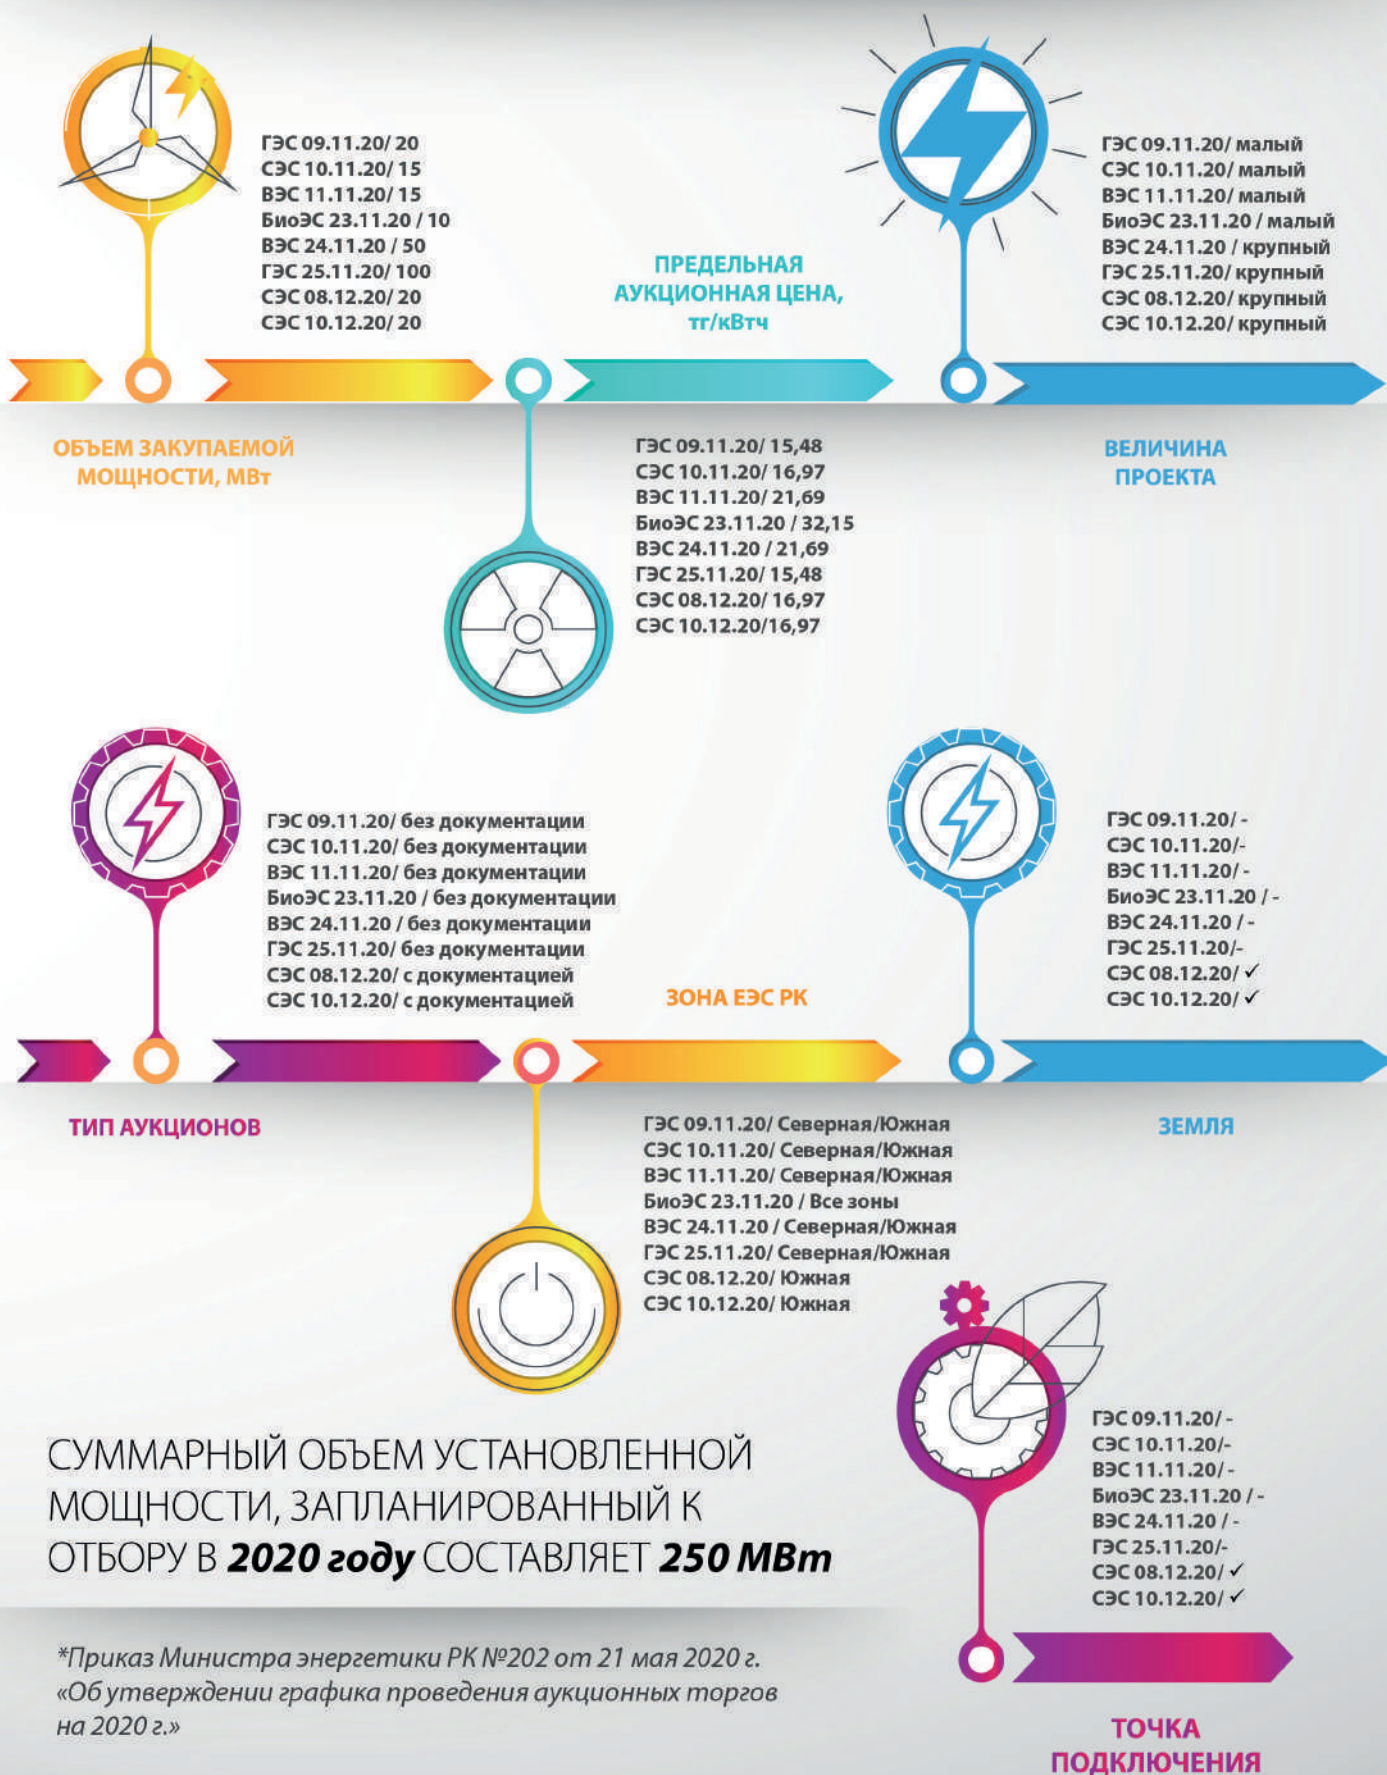 ГЭС 09.11.20/ 20
СЭС 10.11.20/ 15
ВЭС 11.11.20/ 15
БиоЭС 23.11.20 / 10
ВЭС 24.11.20 / 50
ГЭС 25.11.20/ 100
СЭС 08.12.20/ 20
СЭС 10.12.20/ 20
ОБЪЕМ ЗАКУПАЕМОЙ
МОЩНОСТИ, МВт
ПРЕДЕЛЬНАЯ
АУКЦИОННАЯ ЦЕНА,
тг/кВтч
ГЭС 09.11.20/ 15,48
СЭС 10.11.20/ 16,97
ВЭС 11.11.20/ 21,69
БиоЭС 23.11.20 / 32,15
ВЭС 24.11.20 / 21,69
ГЭС 25.11.20/ 15,48
СЭС 08.12.20/ 16,97
СЭС 10.12.20/16,97
ГЭС 09.11.20/ малый
СЭС 10.11.20/ малый
ВЭС 11.11.20/ малый
БиоЭС 23.11.20 / малый
ВЭС 24.11.20 / крупный
ГЭС 25.11.20/ крупный
СЭС 08.12.20/ крупный
СЭС 10.12.20/ крупный
ВЕЛИЧИНА
ПРОЕКТА
ГЭС 09.11.20/ без документации
СЭС 10.11.20/ без документации
ВЭС 11.11.20/ без документации
БиоЭС 23.11.20 / без документации
ВЭС 24.11.20 / без документации
ГЭС 25.11.20/ без документации
СЭС 08.12.20/ с документацией
СЭС 10.12.20/ с документацией
ТИП АУКЦИОНОВ
ЗОНА ЕЭС РК
ГЭС 09.11.20/ Северная/Южная
СЭС 10.11.20/ Северная/Южная
ВЭС 11.11.20/ Северная/Южная
БиоЭС 23.11.20 / Все зоны
ВЭС 24.11.20 / Северная/Южная
ГЭС 25.11.20/ Северная/Южная
СЭС 08.12.20/ Южная
СЭС 10.12.20/ Южная
ГЭС 09.11.20/ -
СЭС 10.11.20/-
ВЭС 11.11.20/ -
БиоЭС 23.11.20 / -
ВЭС 24.11.20 / -
ГЭС 25.11.20/-
СЭС 08.12.20/ ✓
СЭС 10.12.20/ ✓
ЗЕМЛЯ
ГЭС 09.11.20/ -
СЭС 10.11.20/-
ВЭС 11.11.20/ -
БиоЭС 23.11.20 / -
ВЭС 24.11.20 / -
ГЭС 25.11.20/-
СЭС 08.12.20/ ✓
СЭС 10.12.20/ ✓
ТОЧКА
ПОДКЛЮЧЕНИЯ
СУММАРНЫЙ ОБЪЕМ УСТАНОВЛЕННОЙ
МОЩНОСТИ, ЗАПЛАНИРОВАННЫЙ К
ОТБОРУ В 2020 году СОСТАВЛЯЕТ 250 МВт
*Приказ Министра энергетики РК №202 от 21 мая 2020 г.
«Об утверждении графика проведения аукционных торгов
на 2020 г.»